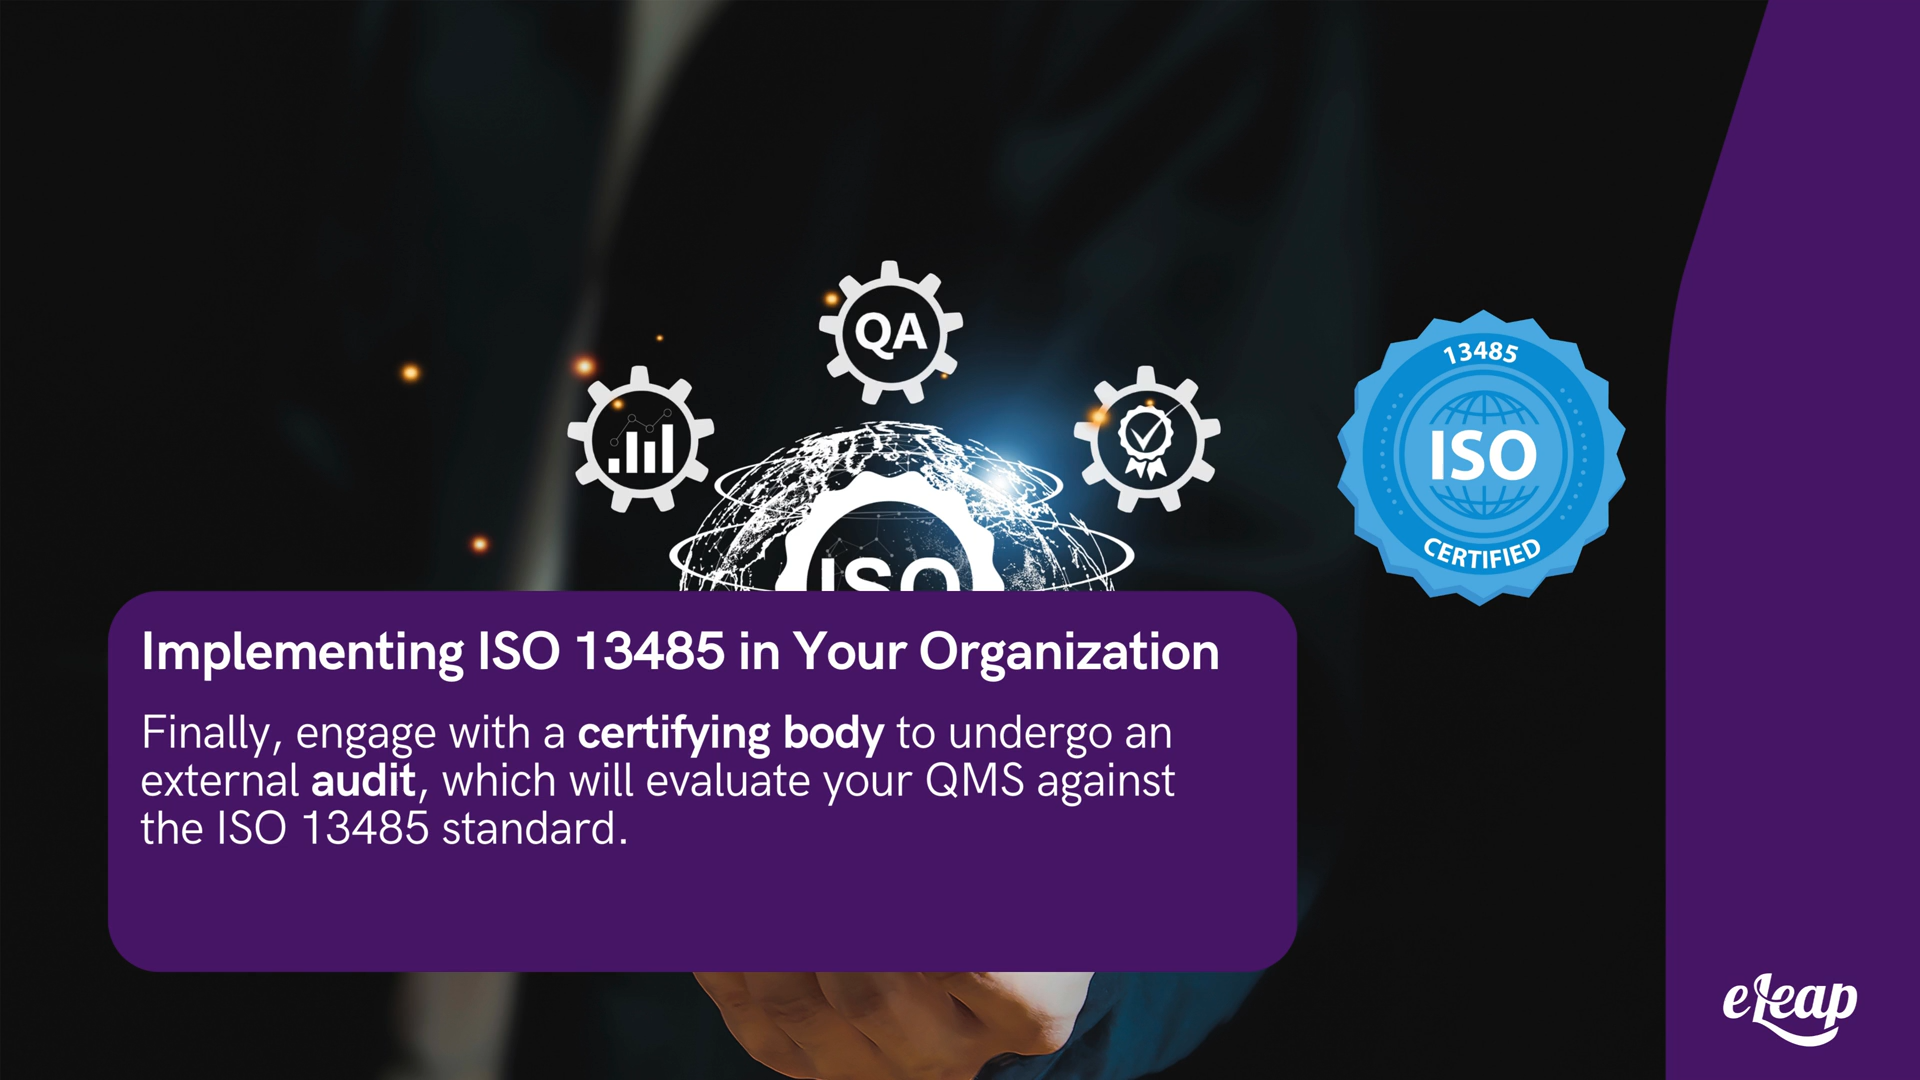 QA
13485
ISO
CERTIFIED
ISO
Implementing ISO 13485 in Your Organization
Finally, engage with a certifying body to undergo an
external audit, which will evaluate your QMS against
the ISO 13485 standard.
eLeap